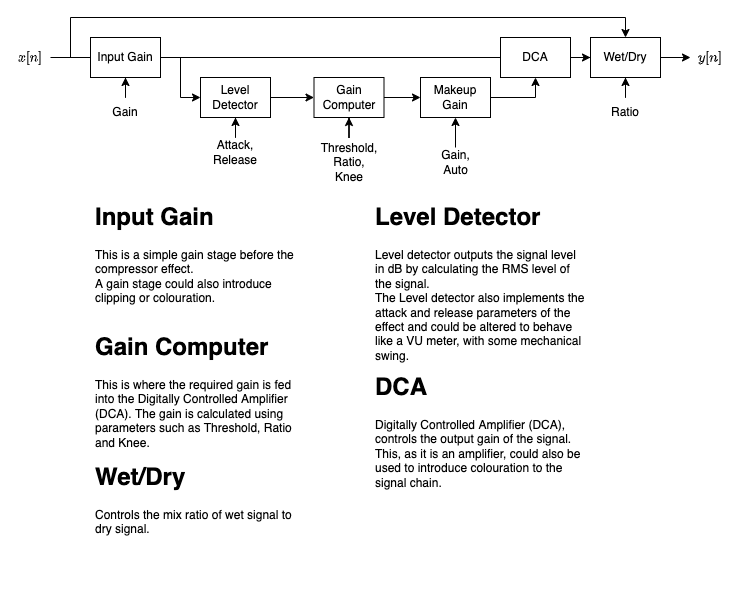 x[n]
Input Gain
DCA
Wet/Dry
y[n]
Level
Detector
Gain
Computer
Makeup
Gain
Gain
Ratio
Attack,
Release
Threshold,
Ratio,
Knee
Gain,
Auto
Input Gain
This is a simple gain stage before the
compressor effect.
A gain stage could also introduce
clipping or colouration.
Level Detector
Level detector outputs the signal level
in dB by calculating the RMS level of
the signal.
The Level detector also implements the
attack and release parameters of the
effect and could be altered to behave
like a VU meter, with some mechanical
swing.
Gain Computer
This is where the required gain is fed
into the Digitally Controlled Amplifier
(DCA). The gain is calculated using
parameters such as Threshold, Ratio
and Knee.
DCA
Digitally Controlled Amplifier (DCA),
controls the output gain of the signal.
This, as it is an amplifier, could also be
used to introduce colouration to the
signal chain.
Wet/Dry
Controls the mix ratio of wet signal to
dry signal.